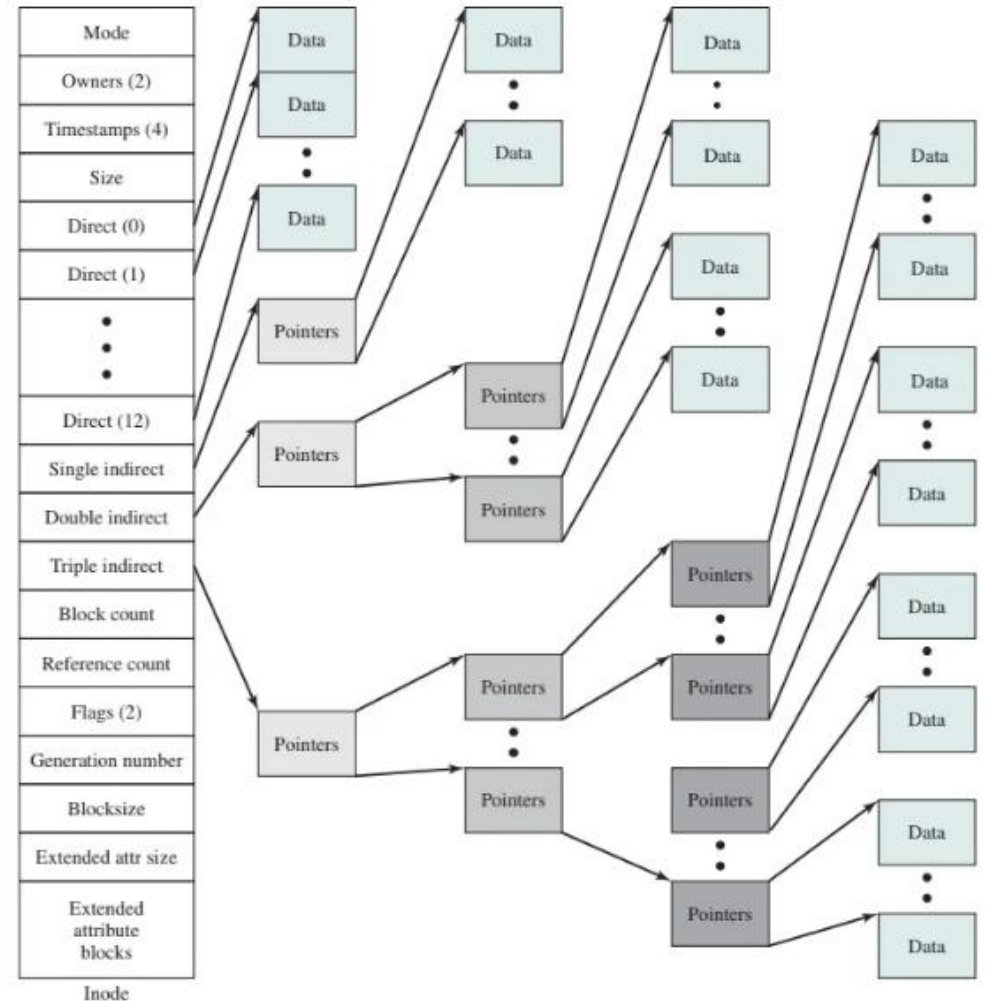 Mode
Owners (2)
Timestamps (4)
Size
Direct (0)
Direct (1)
Direct (12)
Single indirect
Double indirect
Triple indirect
Block count
Reference count
Flags (2)
Generation number
Blocksize
Extended attr size
Extended
attribute
blocks
Inode
Data
Data
Data
Pointers
Pointers
Pointers
Data
Data
Pointers
Pointers
Pointers
Pointers
Data
Data
Data
Data
Pointers
Pointers
Pointers
Pointers
Data
Data
Data
Data
Data
Data
Data
Data